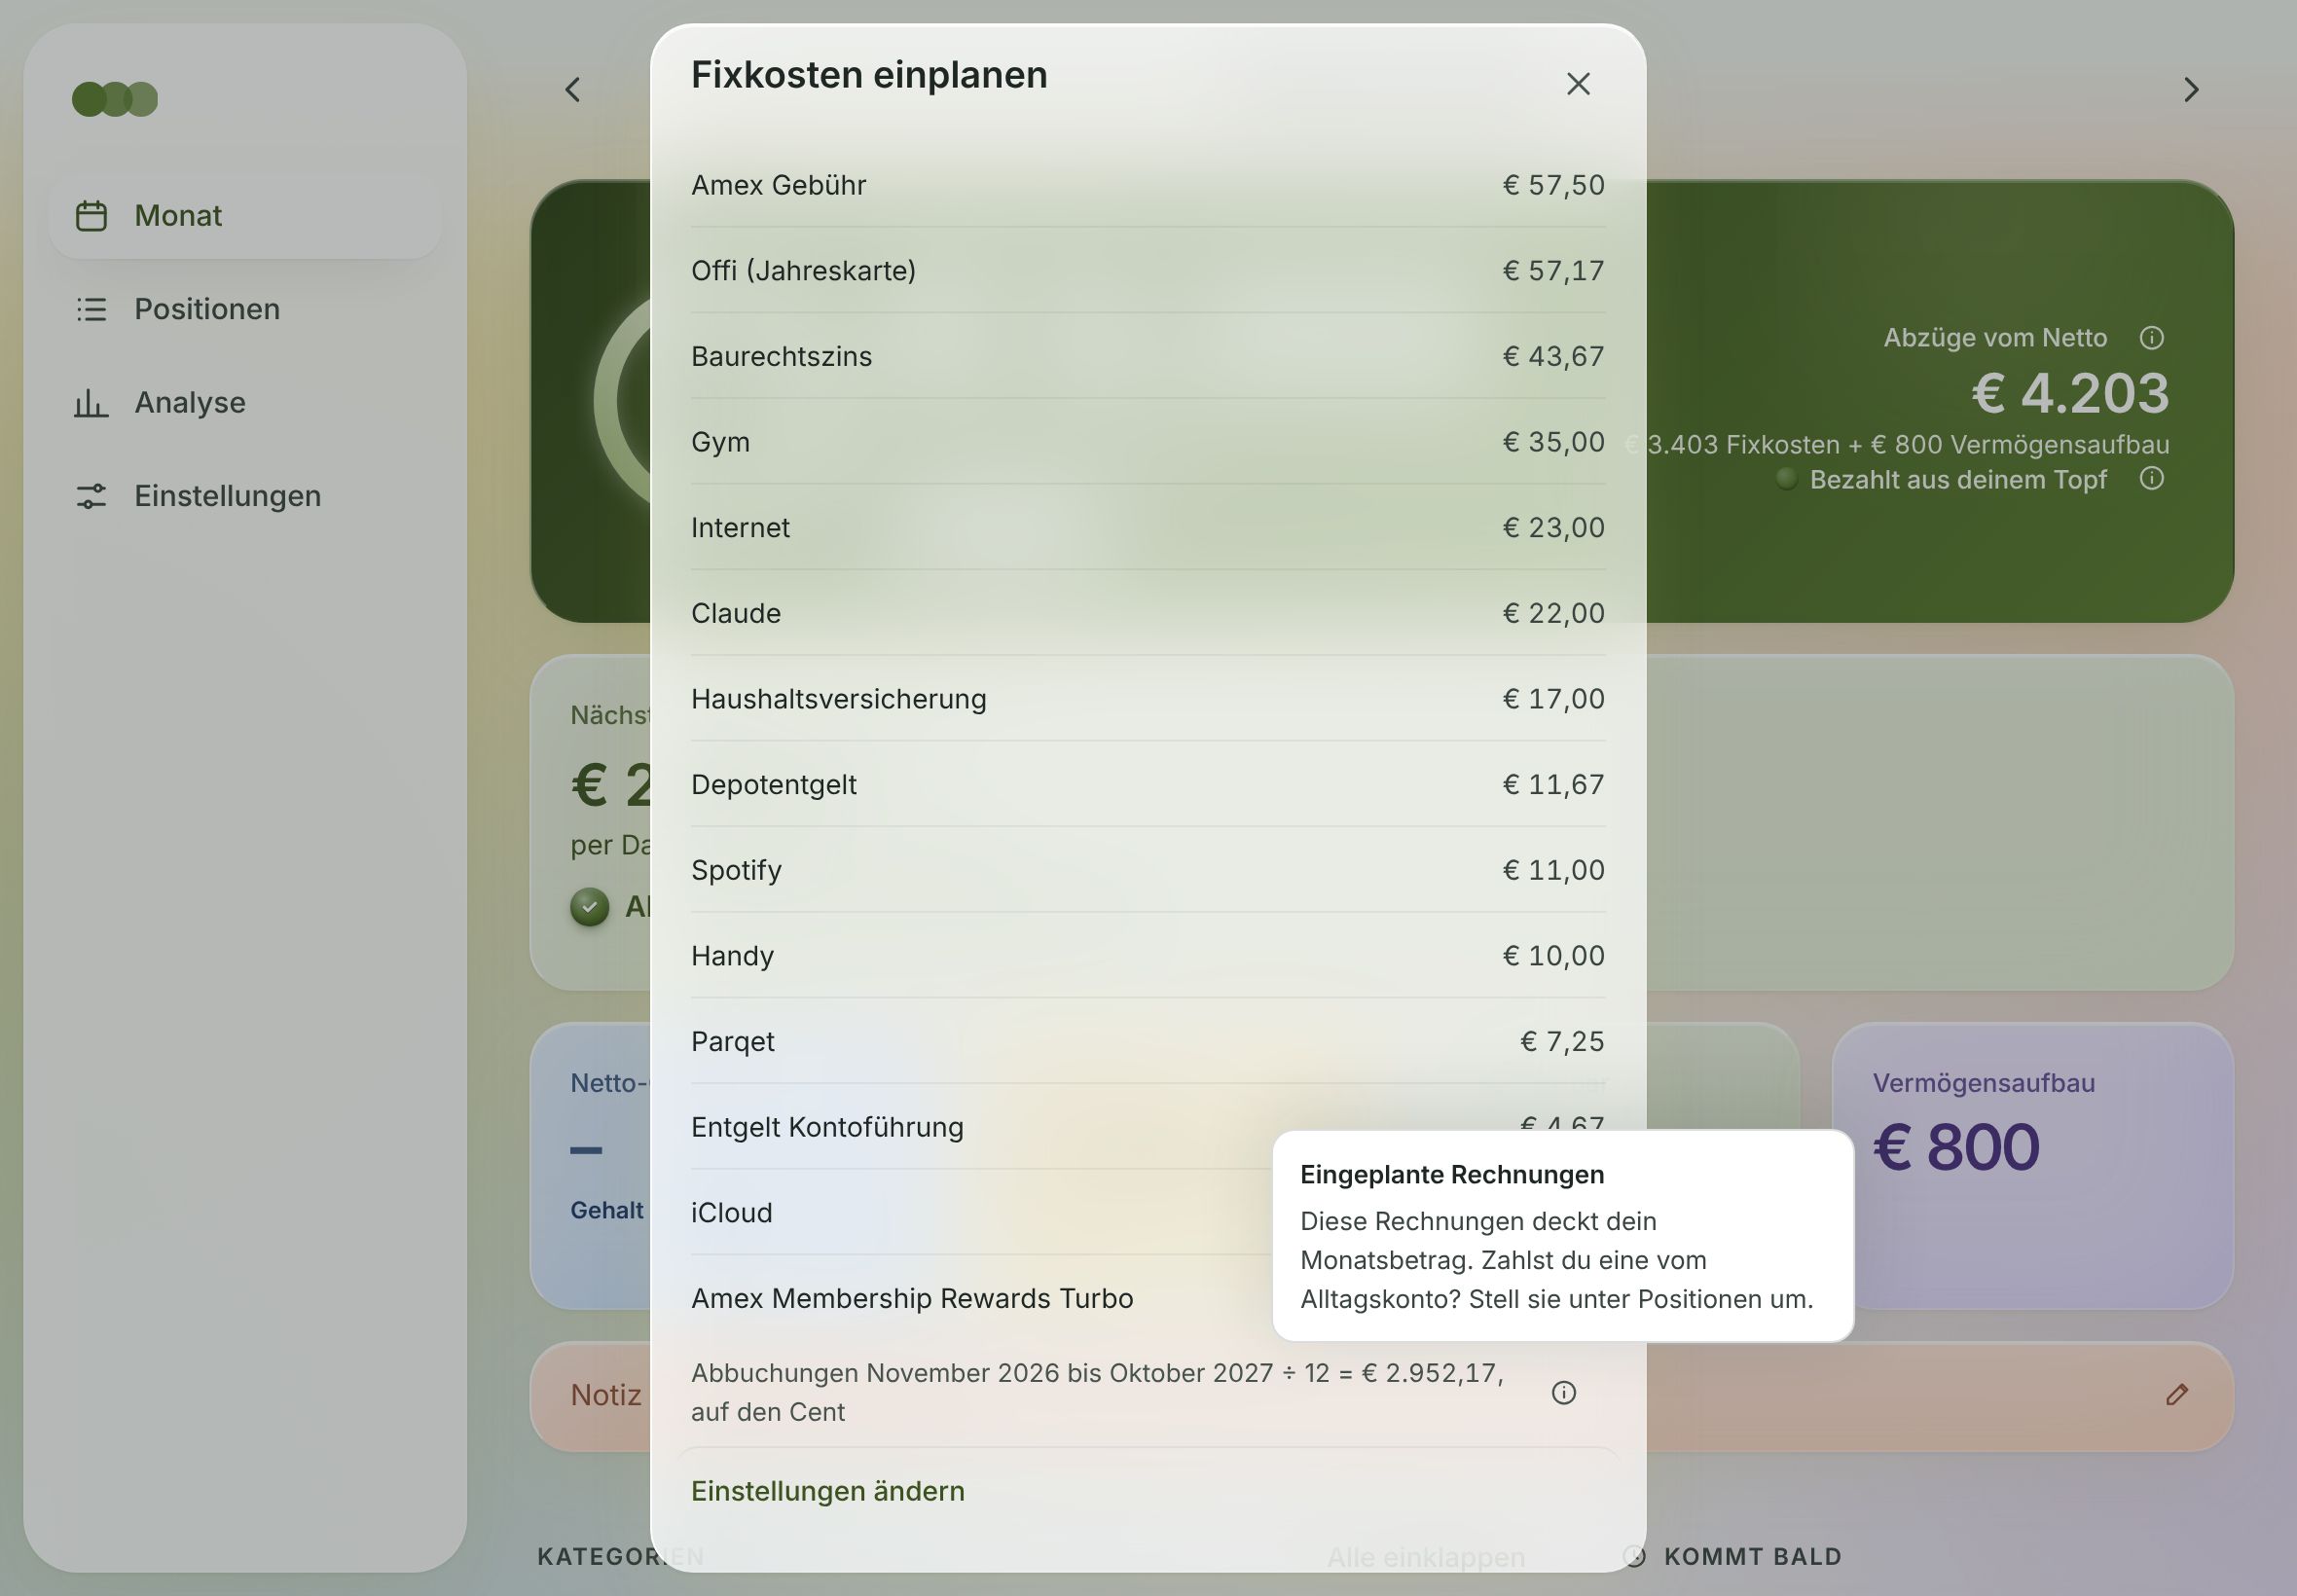 Fixkosten einplanen
Monat
Positionen
Analyse
Einstellungen
Amex Gebühr € 57,50
Offi (Jahreskarte) € 57,17
Baurechtszins € 43,67
Gym € 35,00
Internet € 23,00
Claude € 22,00
Haushaltsversicherung € 17,00
Depotentgelt € 11,67
Spotify € 11,00
Handy € 10,00
Parqet € 7,25
Entgelt Kontoführung € 4,67
iCloud
Amex Membership Rewards Turbo
Abbuchungen November 2026 bis Oktober 2027 ÷ 12 = € 2.952,17,
auf den Cent
Einstellungen ändern
Eingeplante Rechnungen
Diese Rechnungen deckt dein
Monatsbetrag. Zahlst du eine vom
Alltagskonto? Stell sie unter Positionen um.
Abzüge vom Netto
€ 4.203
€ 3.403 Fixkosten + € 800 Vermögensaufbau
Bezahlt aus deinem Topf
€ 2
per
Netto-
–
Gehalt
Vermögensaufbau
€ 800
Notiz
KATEGORIEN
Alle einklappen
KOMMT BALD